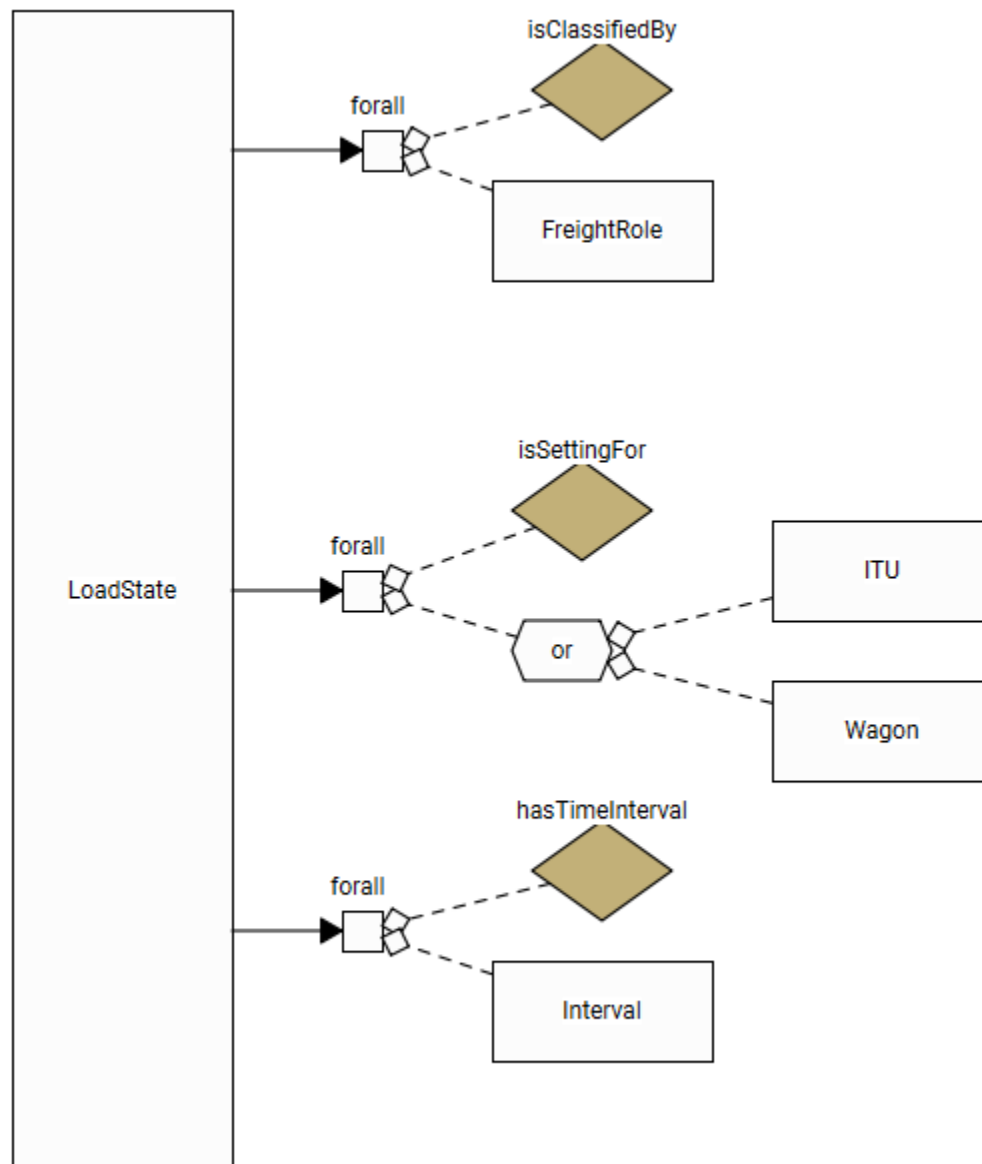 isClassifiedBy
forall
FreightRole
isSettingFor
forall
ITU
LoadState
or
Wagon
hasTimeInterval
forall
Interval